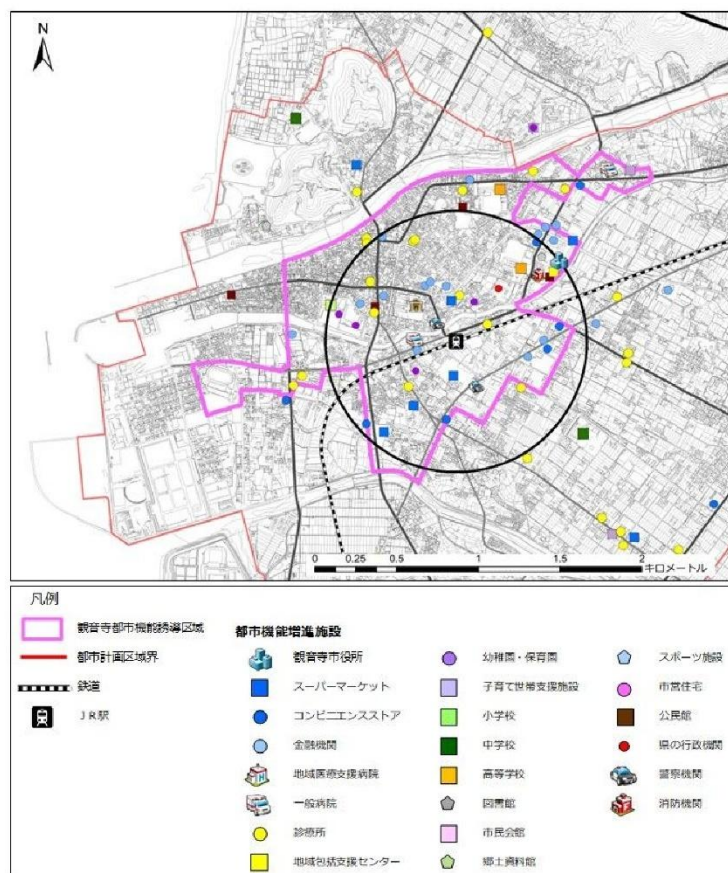 N
0 0.25 0.5 1 1.5 2
キロメートル
凡例
観音寺都市機能誘導区域
都市計画区域界
鉄道
JR駅
都市機能増進施設
観音寺市役所
スーパーマーケット
コンビニエンスストア
金融機関
地域医療支援病院
一般病院
診療所
地域包括支援センター
幼稚園・保育園
子育て世帯支援施設
小学校
中学校
高等学校
図書館
市民会館
郷土資料館
スポーツ施設
市営住宅
公民館
県の行政機関
警察機関
消防機関